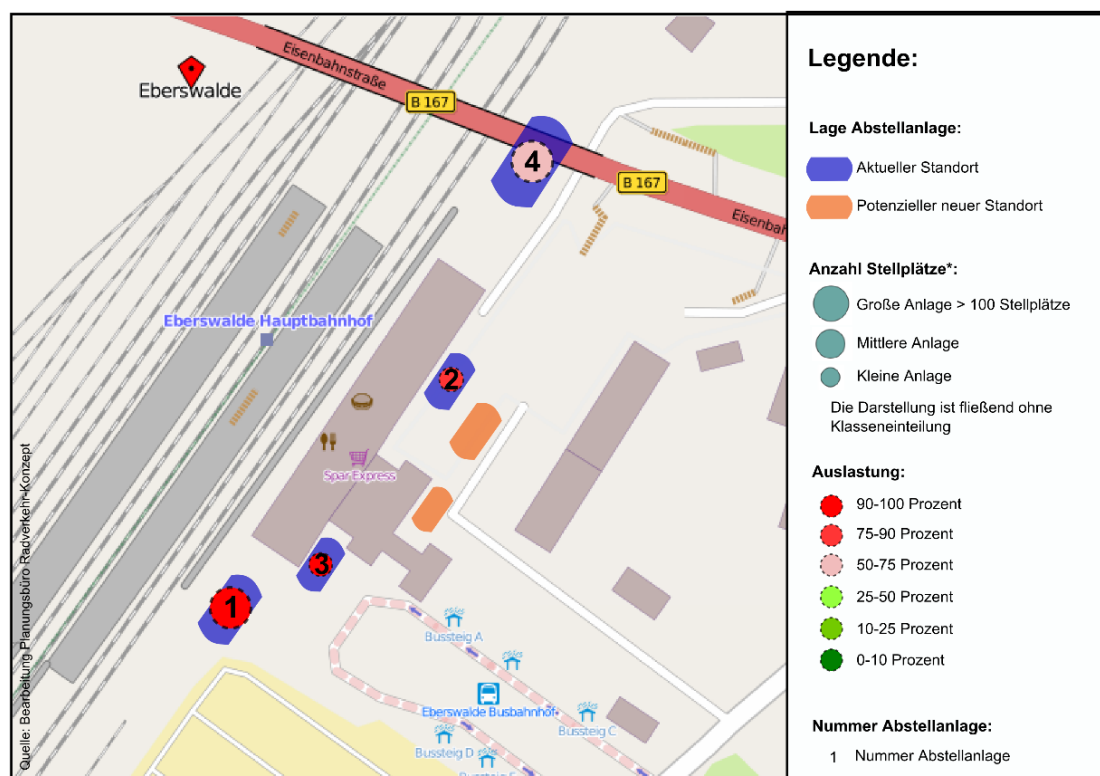 Eisenbahnstraße
Eberswalde
B 167
4
B 167
Eisenbah
Eberswalde Hauptbahnhof
2
Spar Express
3
1
Bussteig A
Eberswalde Busbahnhof
Bussteig C
Bussteig D
Quelle: Bearbeitung Planungsbüro Radverkehr-Konzept
Legende:
Lage Abstellanlage:
Aktueller Standort
Potenzieller neuer Standort
Anzahl Stellplätze*:
Große Anlage > 100 Stellplätze
Mittlere Anlage
Kleine Anlage
Die Darstellung ist fließend ohne
Klasseneinteilung
Auslastung:
90-100 Prozent
75-90 Prozent
50-75 Prozent
25-50 Prozent
10-25 Prozent
0-10 Prozent
Nummer Abstellanlage:
1 Nummer Abstellanlage